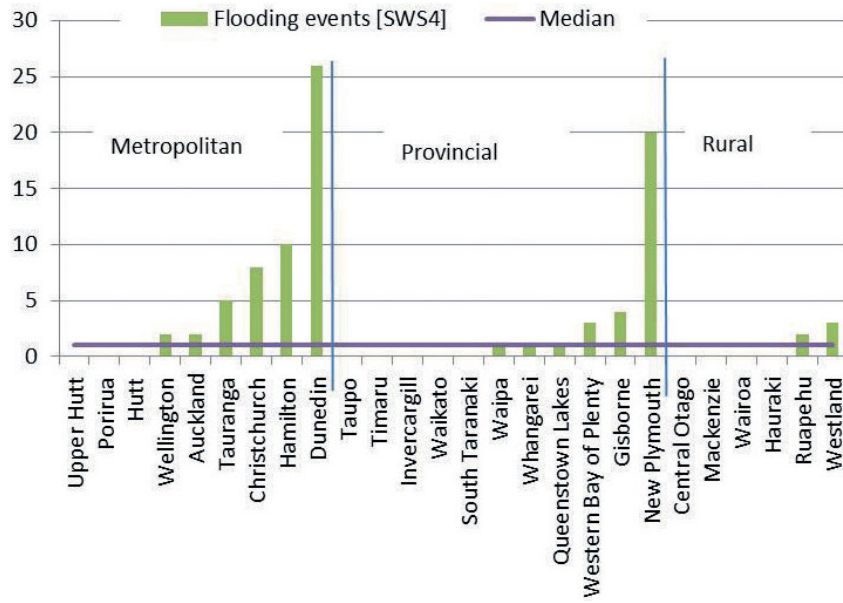 Flooding events [SWS4] Median
30
25
20
15
10
5
0
Metropolitan
Provincial
Rural
Upper Hutt
Porirua
Hutt
Wellington
Auckland
Tauranga
Christchurch
Hamilton
Dunedin
Taupo
Timaru
Invercargill
Waikato
South Taranaki
Waipa
Whangarei
Queenstown Lakes
Western Bay of Plenty
Gisborne
New Plymouth
Central Otago
Mackenzie
Wairoa
Hauraki
Ruapehu
Westland